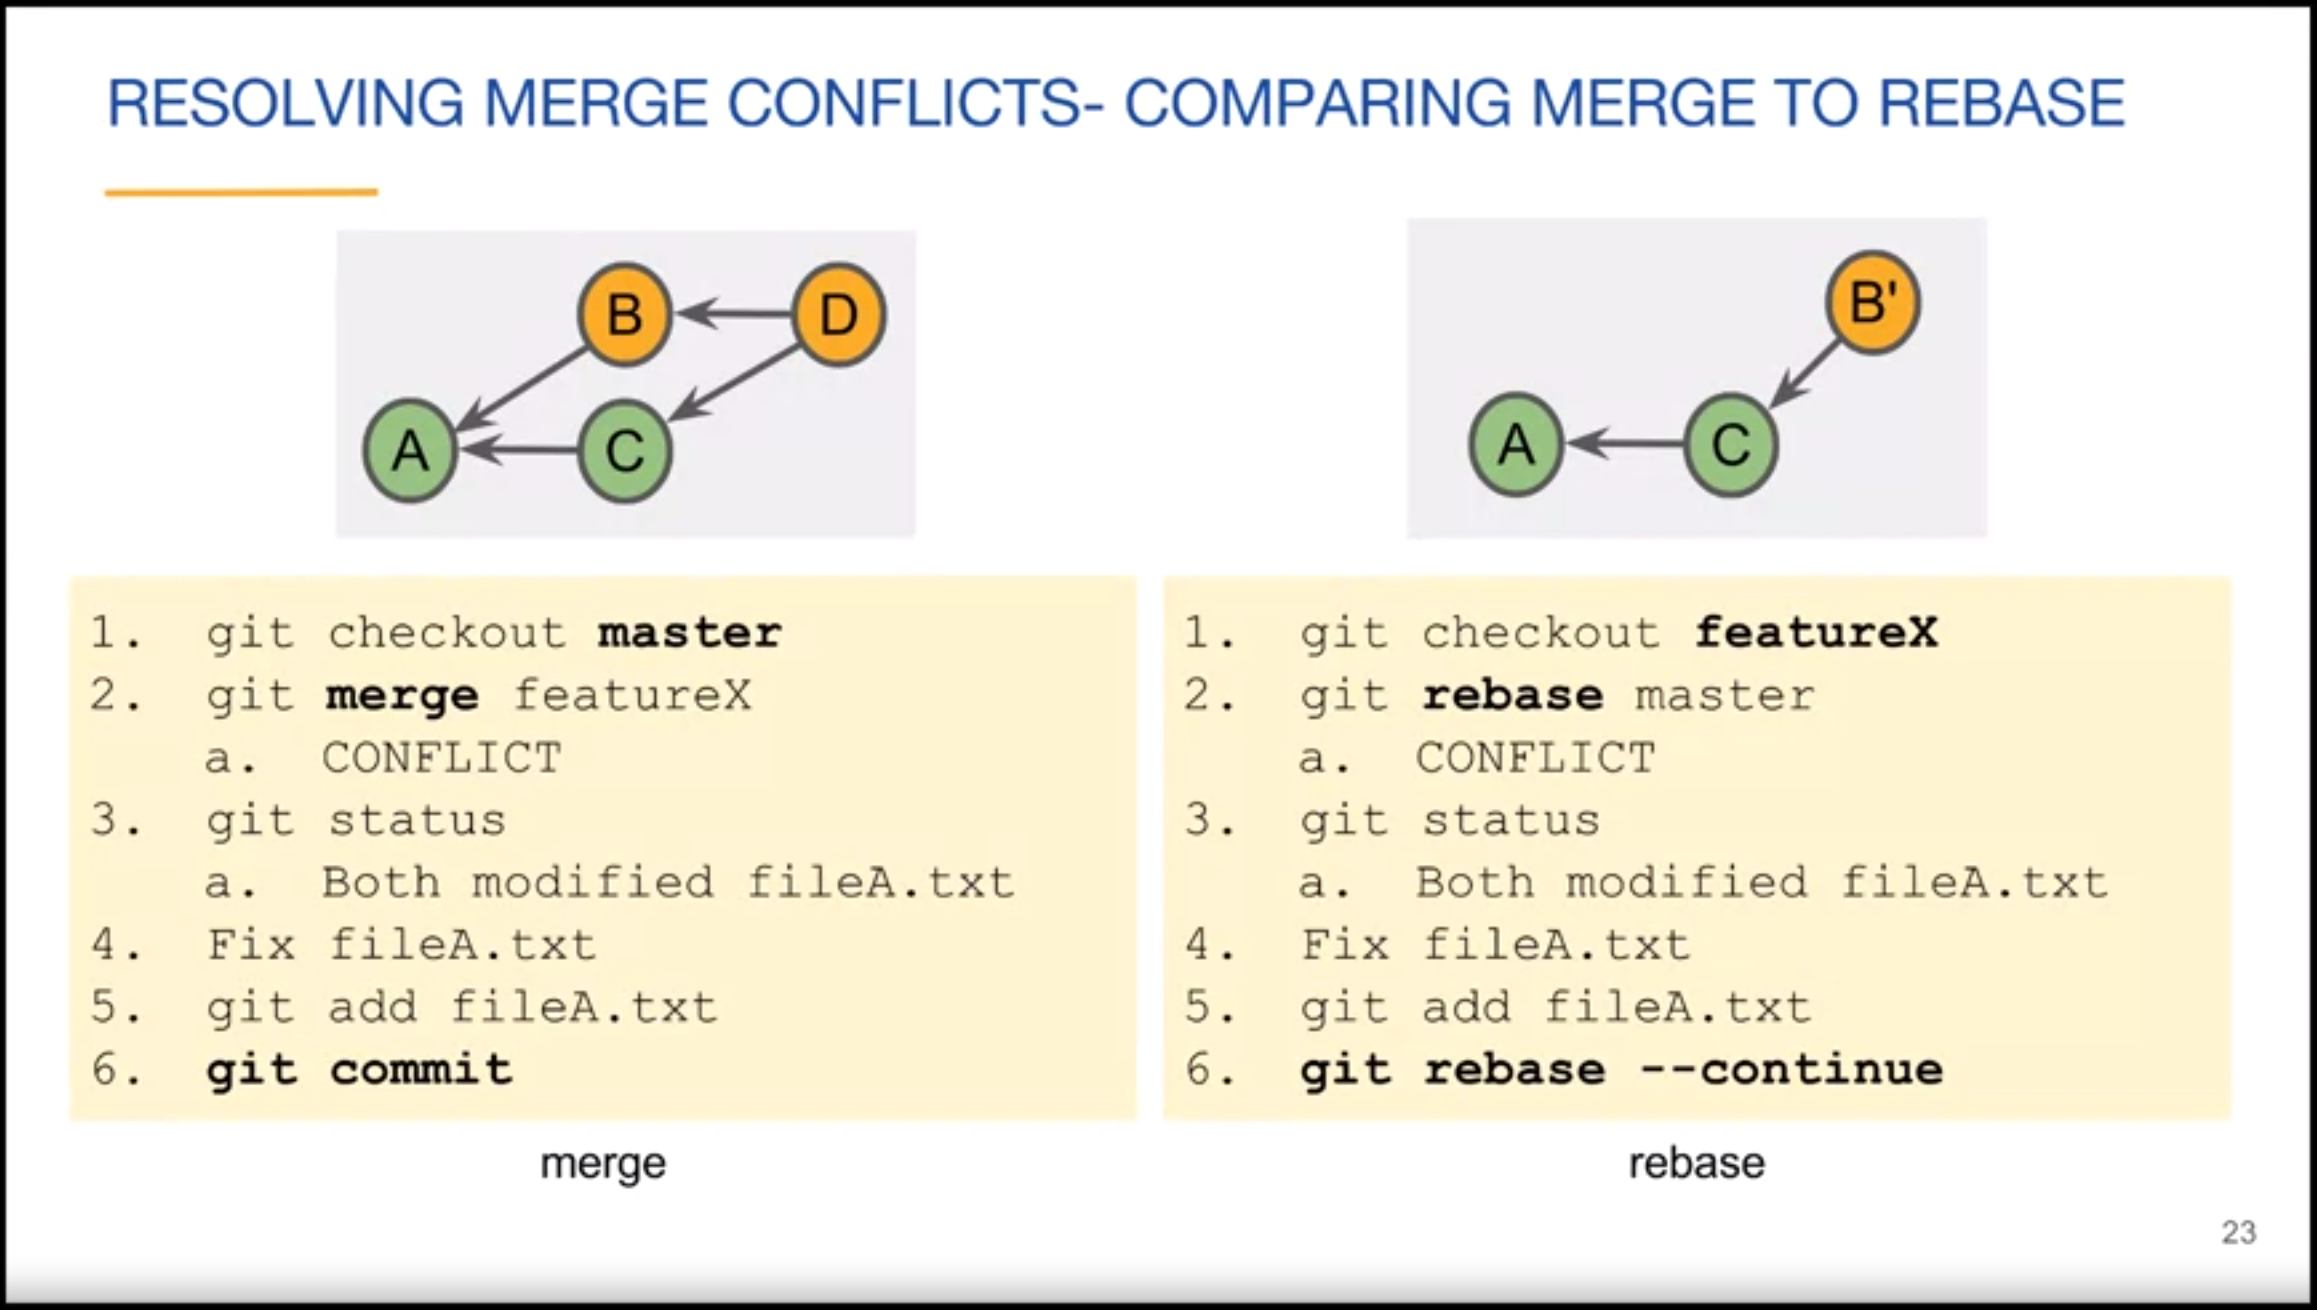 RESOLVING MERGE CONFLICTS- COMPARING MERGE TO REBASE
B
D
A
C
B'
A
C
1. git checkout master
2. git merge featureX
a. CONFLICT
3. git status
a. Both modified fileA.txt
4. Fix fileA.txt
5. git add fileA.txt
6. git commit
merge
1. git checkout featureX
2. git rebase master
a. CONFLICT
3. git status
a. Both modified fileA.txt
4. Fix fileA.txt
5. git add fileA.txt
6. git rebase --continue
rebase
23